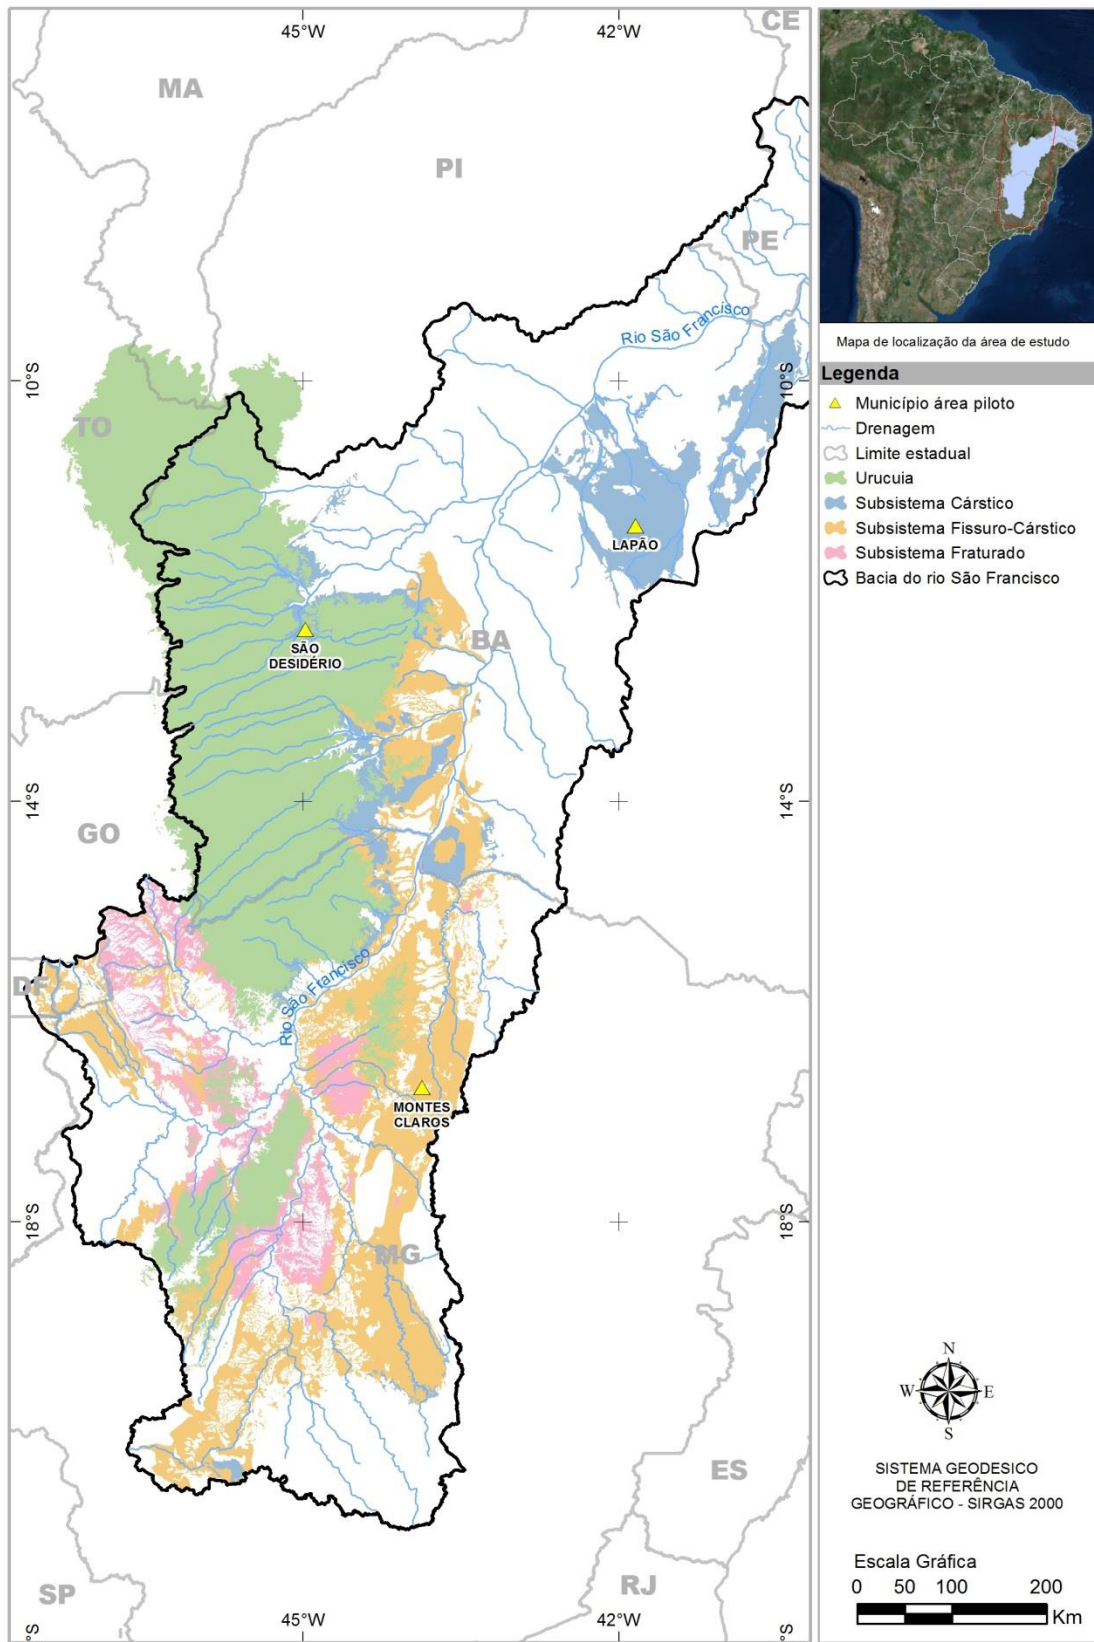 45°W
42°W
CE
MA
PI
PE
Rio São Francisco
10°S
10°S
TO
LAPÃO
BA
SÃO
DESIDÉRIO
14°S
14°S
GO
DF
Rio São Francisco
MONTES
CLAROS
18°S
18°S
MG
ES
SP
RJ
45°W
42°W
°S
°S
Mapa de localização da área de estudo
Legenda
Município área piloto
Drenagem
Limite estadual
Urucuia
Subsistema Cárstico
Subsistema Fissuro-Cárstico
Subsistema Fraturado
Bacia do rio São Francisco
N
W E
S
SISTEMA GEODESICO
DE REFERÊNCIA
GEOGRÁFICO - SIRGAS 2000
Escala Gráfica
0 50 100 200
Km